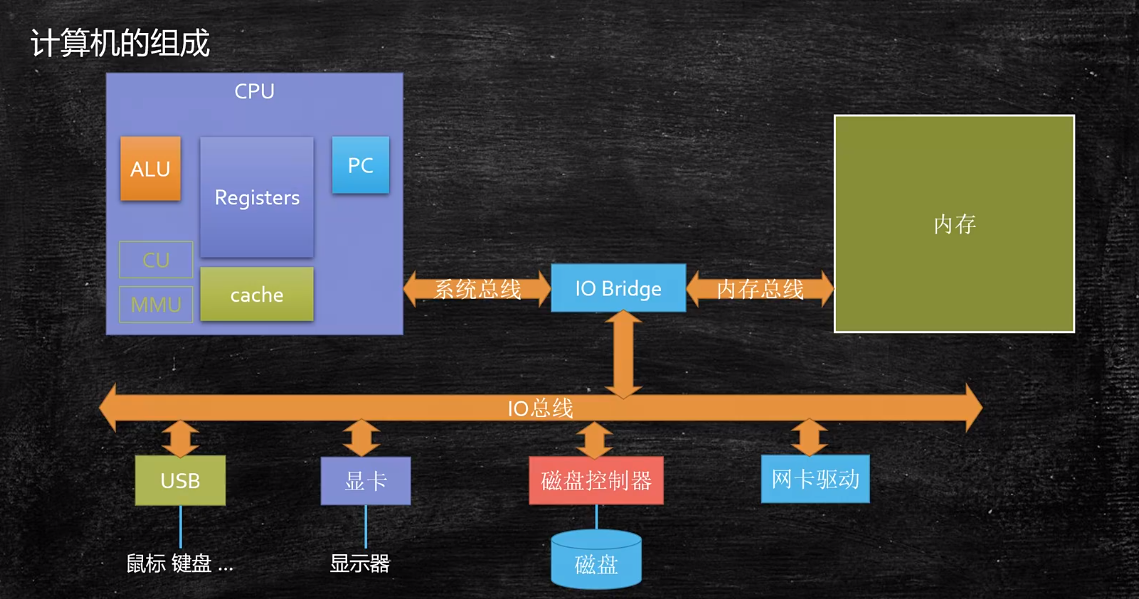 计算机的组成
CPU
ALU
Registers
PC
CU
cache
MMU
内存
系统总线
IO Bridge
内存总线
IO总线
USB
显卡
磁盘控制器
网卡驱动
鼠标 键盘 ...
显示器
磁盘